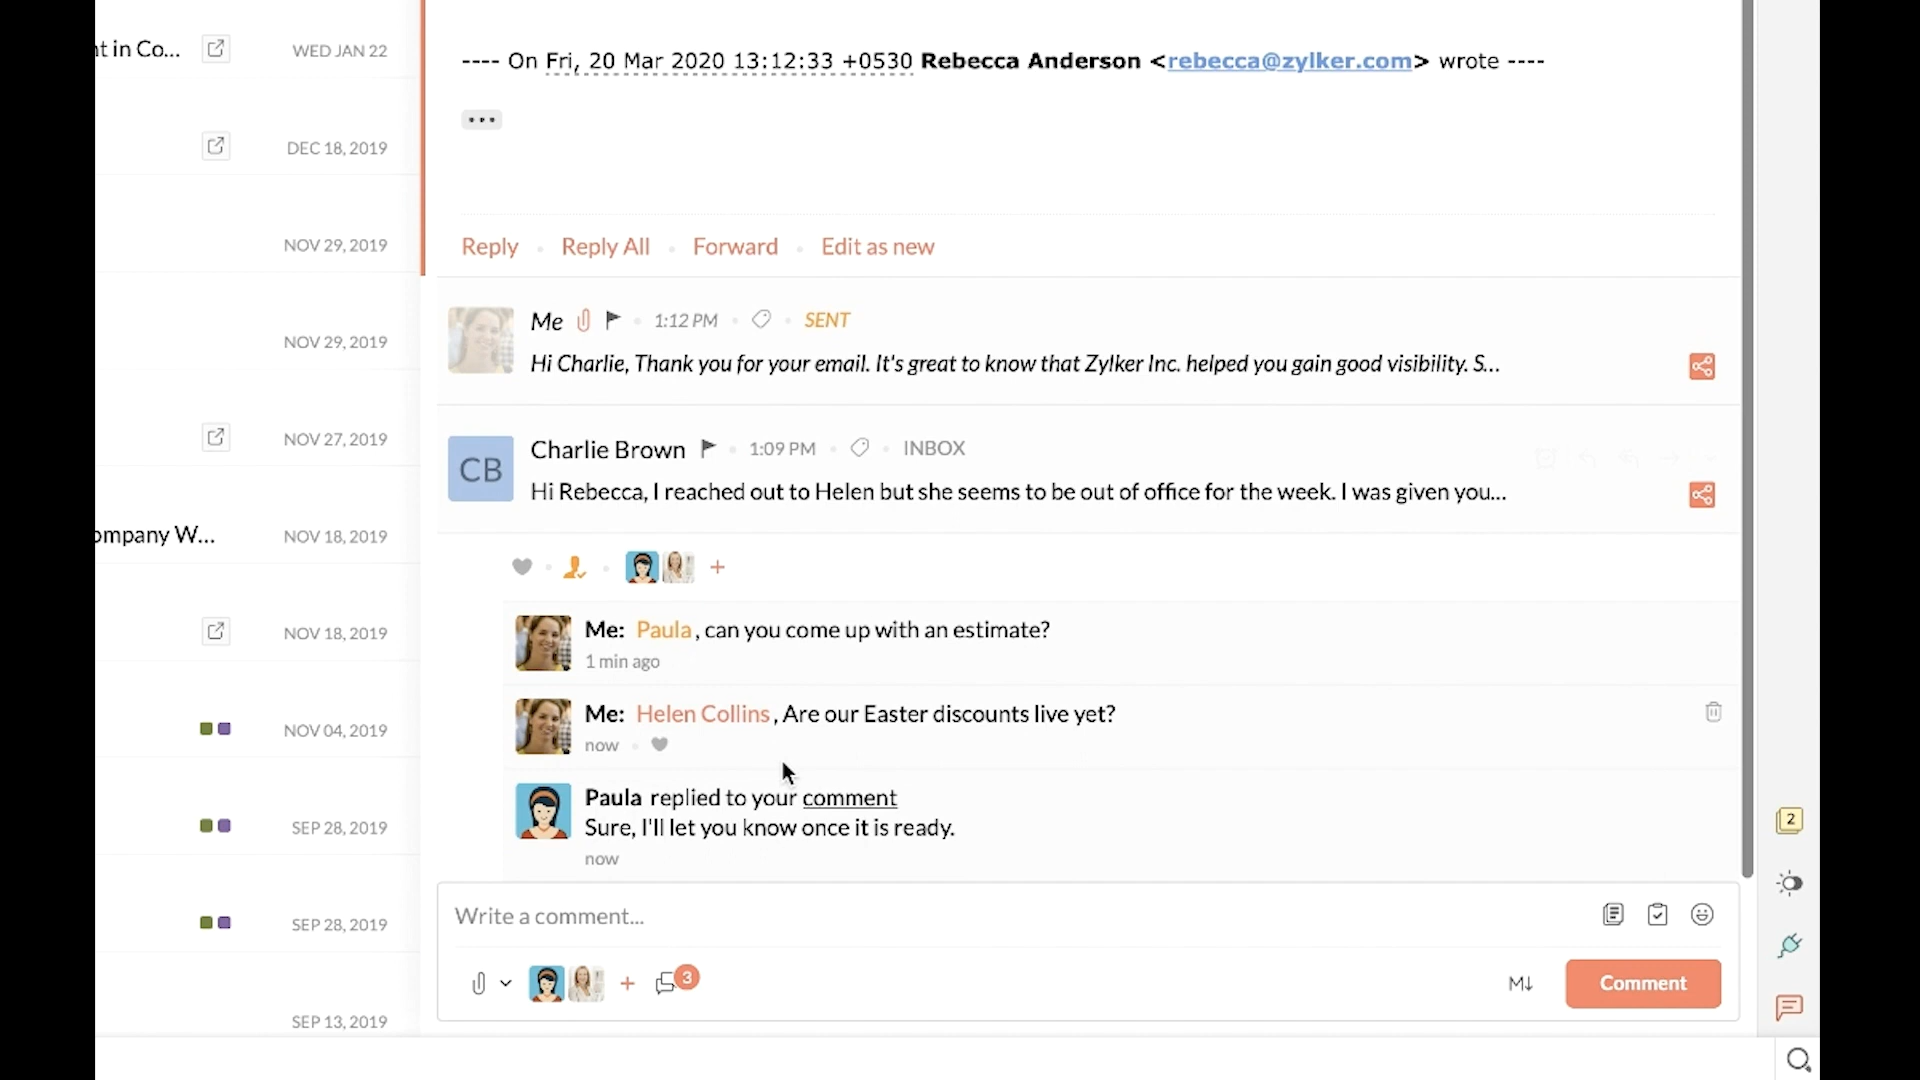 nt in Co... WED JAN 22
DEC 18, 2019
NOV 29, 2019
NOV 29, 2019
NOV 27, 2019
ompany W... NOV 18, 2019
NOV 18, 2019
NOV 04, 2019
SEP 28, 2019
SEP 28, 2019
SEP 13, 2019
---- On Fri, 20 Mar 2020 13:12:33 +0530 Rebecca Anderson <rebecca@zylker.com> wrote ----
Reply Reply All Forward Edit as new
Me 1:12 PM SENT
Hi Charlie, Thank you for your email. It's great to know that Zylker Inc. helped you gain good visibility. S...
CB Charlie Brown 1:09 PM INBOX
Hi Rebecca, I reached out to Helen but she seems to be out of office for the week. I was given you...
Me: Paula, can you come up with an estimate?
1 min ago
Me: Helen Collins, Are our Easter discounts live yet?
now
Paula replied to your comment
Sure, I'll let you know once it is ready.
now
Write a comment...
3 M↓ Comment
2